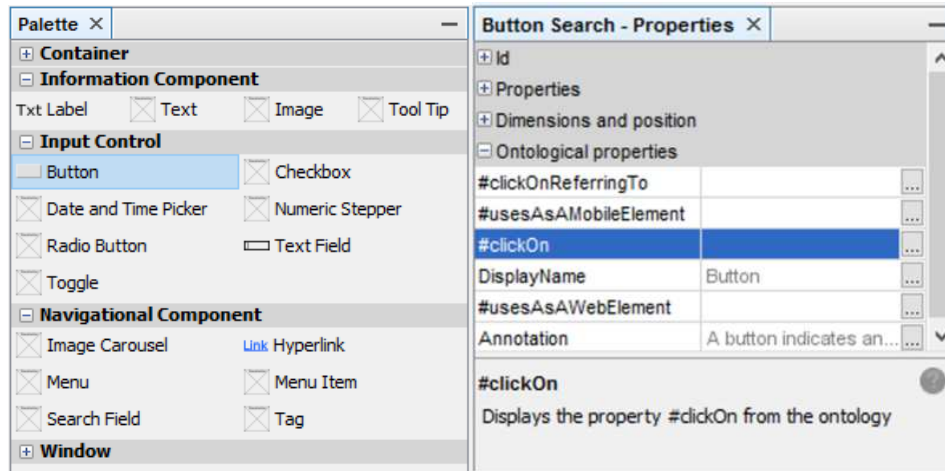 Palette ×
Container
Information Component
Txt Label Text Image Tool Tip
Input Control
Button Checkbox
Date and Time Picker Numeric Stepper
Radio Button Text Field
Toggle
Navigational Component
Image Carousel Link Hyperlink
Menu Menu Item
Search Field Tag
Window
Button Search - Properties ×
Id
Properties
Dimensions and position
Ontological properties
#clickOnReferringTo ...
#usesAsAMobileElement ...
#clickOn ...
DisplayName Button ...
#usesAsAWebElement ...
Annotation A button indicates an... ...
#clickOn ?
Displays the property #clickOn from the ontology